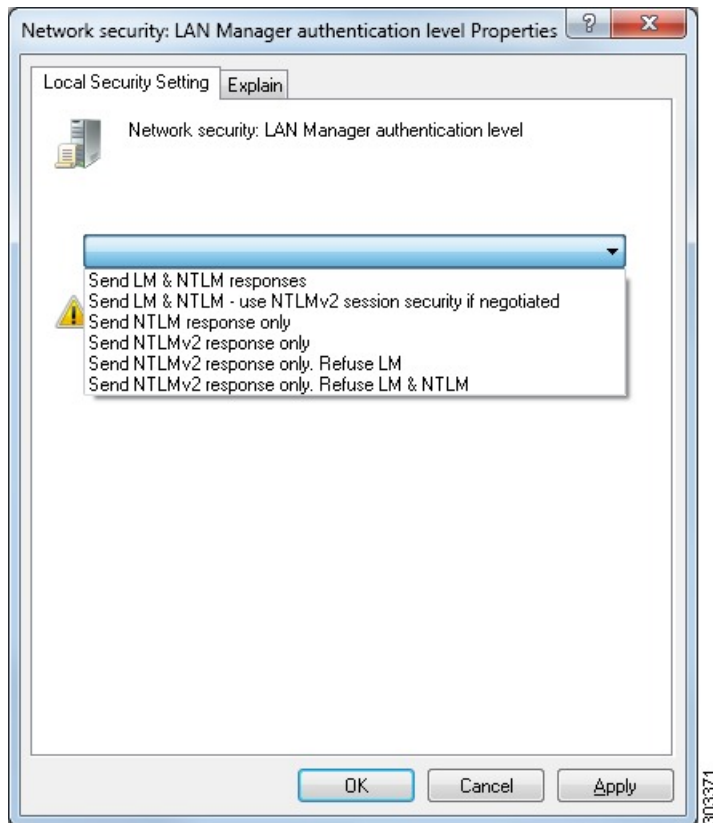 Network security: LAN Manager authentication level Properties
Local Security Setting
Explain
Network security: LAN Manager authentication level
Send LM & NTLM responses
Send LM & NTLM - use NTLMv2 session security if negotiated
Send NTLM response only
Send NTLMv2 response only
Send NTLMv2 response only. Refuse LM
Send NTLMv2 response only. Refuse LM & NTLM
OK
Cancel
Apply
303371